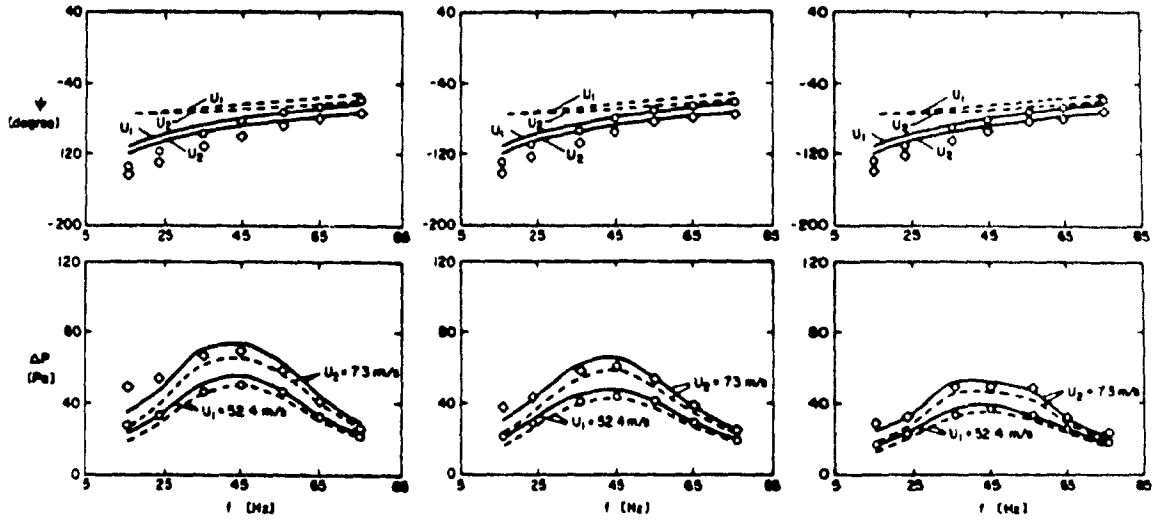 40
-40
Ψ
[degree]
-120
-200
U₁
U₂
U₁
U₂
5 25 45 65 85
40
-40
-120
-200
U₁
U₂
U₁
U₂
5 25 45 65 85
40
-40
-120
-200
U₁
U₂
U₁
U₂
5 25 45 65 85
120
80
ΔP
[Pa]
40
0
U₂ = 73 m/s
U₁ = 52.4 m/s
5 25 45 65 85
f [Hz]
120
80
40
0
U₂ = 73 m/s
U₁ = 52.4 m/s
5 25 45 65 85
f [Hz]
120
80
40
0
U₂ = 73 m/s
U₁ = 52.4 m/s
5 25 45 65 85
f [Hz]